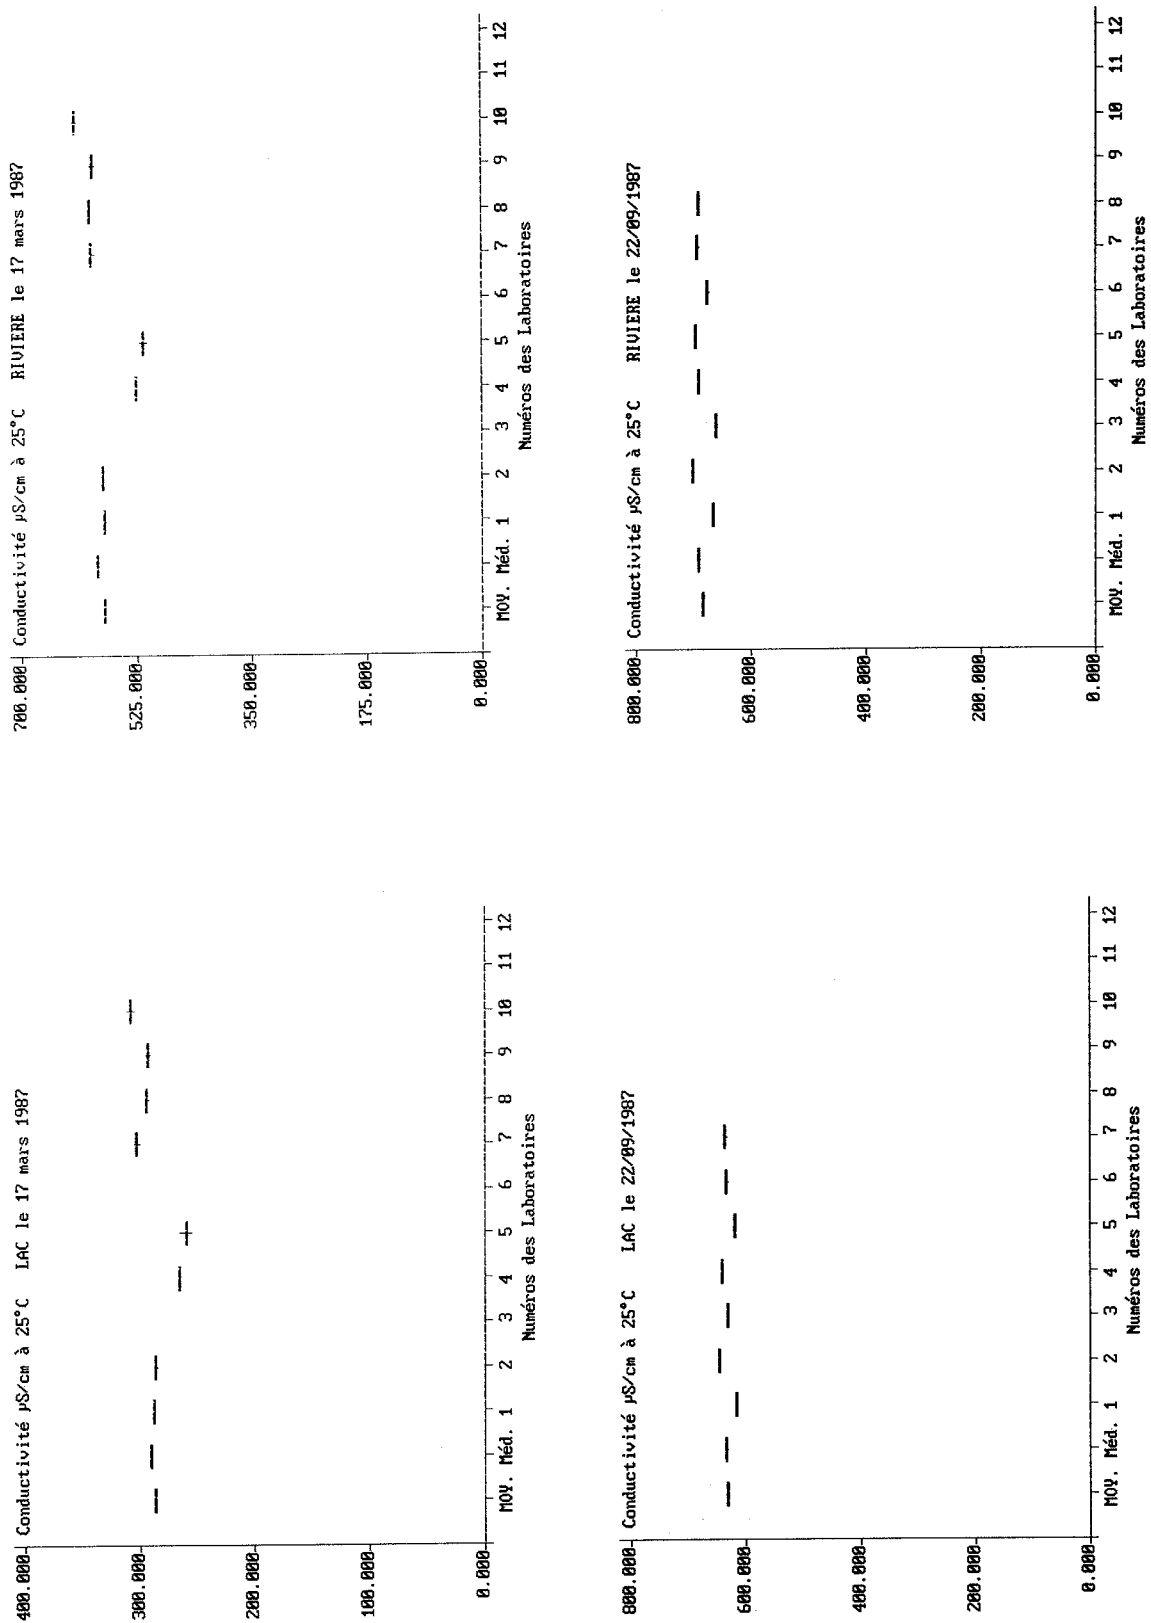 400.000 Conductivité µS/cm à 25°C LAC le 17 mars 1987
300.000
200.000
100.000
0.000
MOY. Méd. 1 2 3 4 5 6 7 8 9 10 11 12
Numéros des Laboratoires
700.000 Conductivité µS/cm à 25°C RIVIERE le 17 mars 1987
525.000
350.000
175.000
0.000
MOY. Méd. 1 2 3 4 5 6 7 8 9 10 11 12
Numéros des Laboratoires
800.000 Conductivité µS/cm à 25°C LAC le 22/09/1987
600.000
400.000
200.000
0.000
MOY. Méd. 1 2 3 4 5 6 7 8 9 10 11 12
Numéros des Laboratoires
800.000 Conductivité µS/cm à 25°C RIVIERE le 22/09/1987
600.000
400.000
200.000
0.000
MOY. Méd. 1 2 3 4 5 6 7 8 9 10 11 12
Numéros des Laboratoires